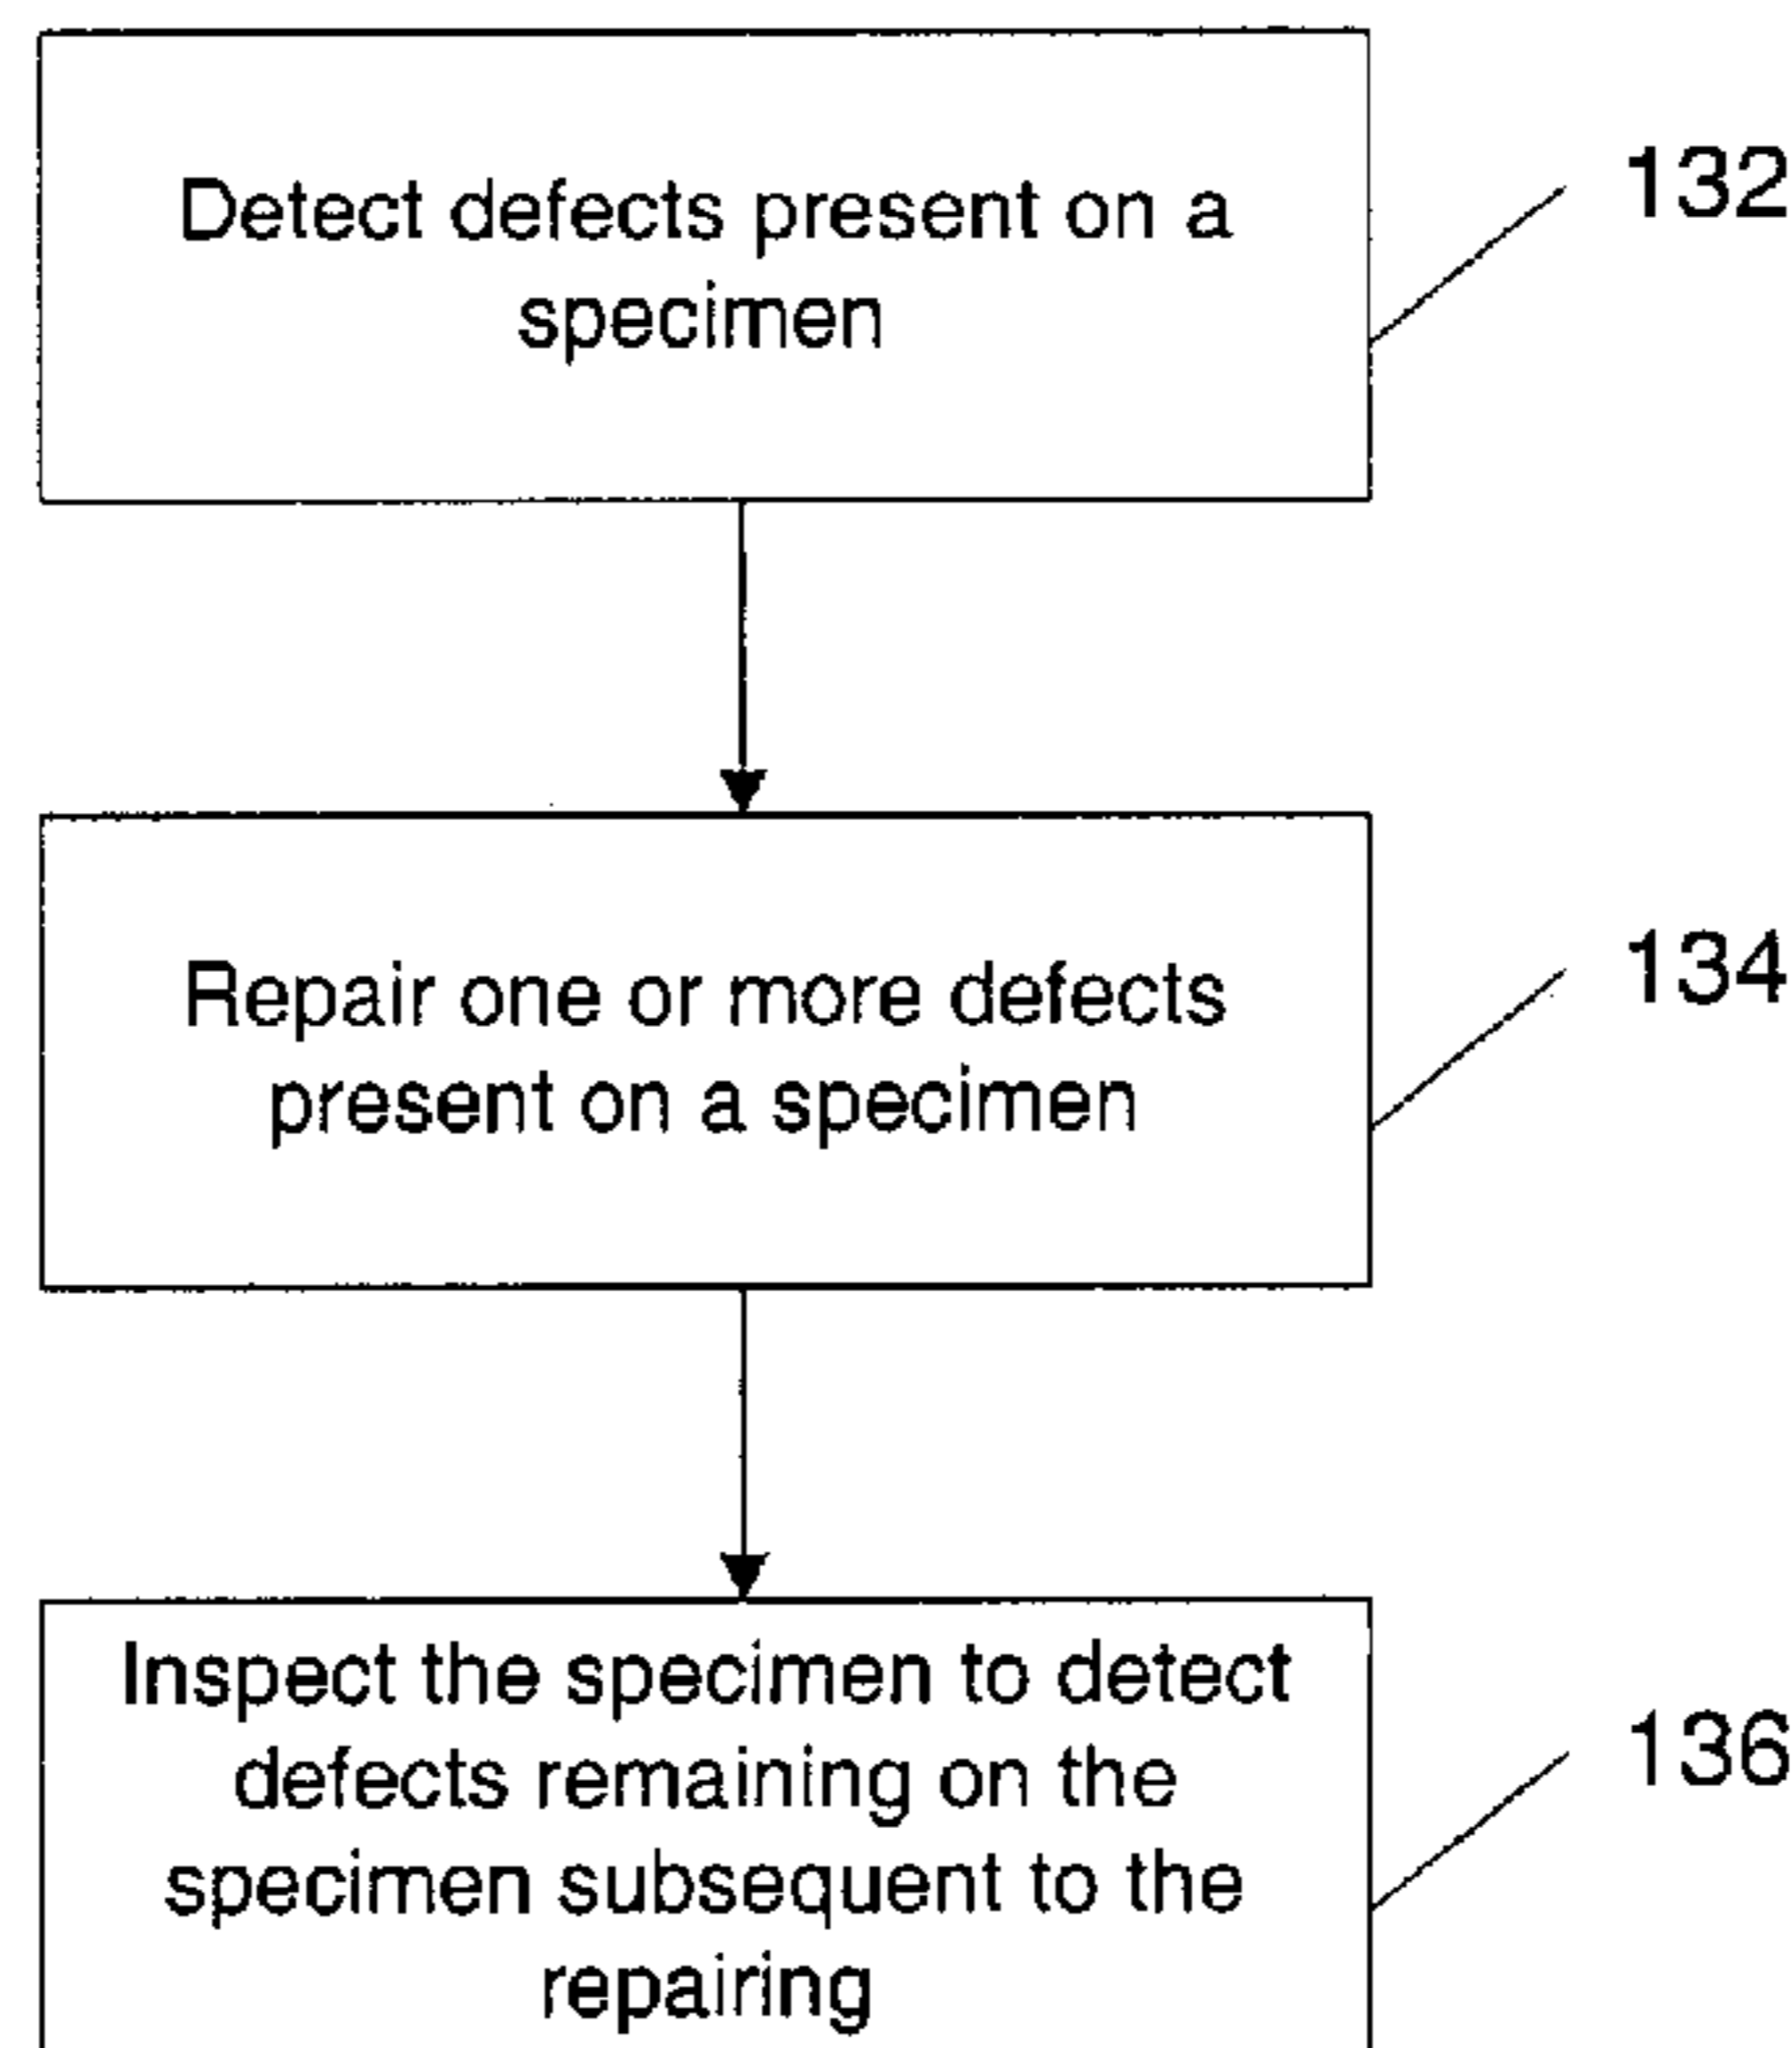 Detect defects present on a
specimen
132
Repair one or more defects
present on a specimen
134
Inspect the specimen to detect
defects remaining on the
specimen subsequent to the
repairing
136